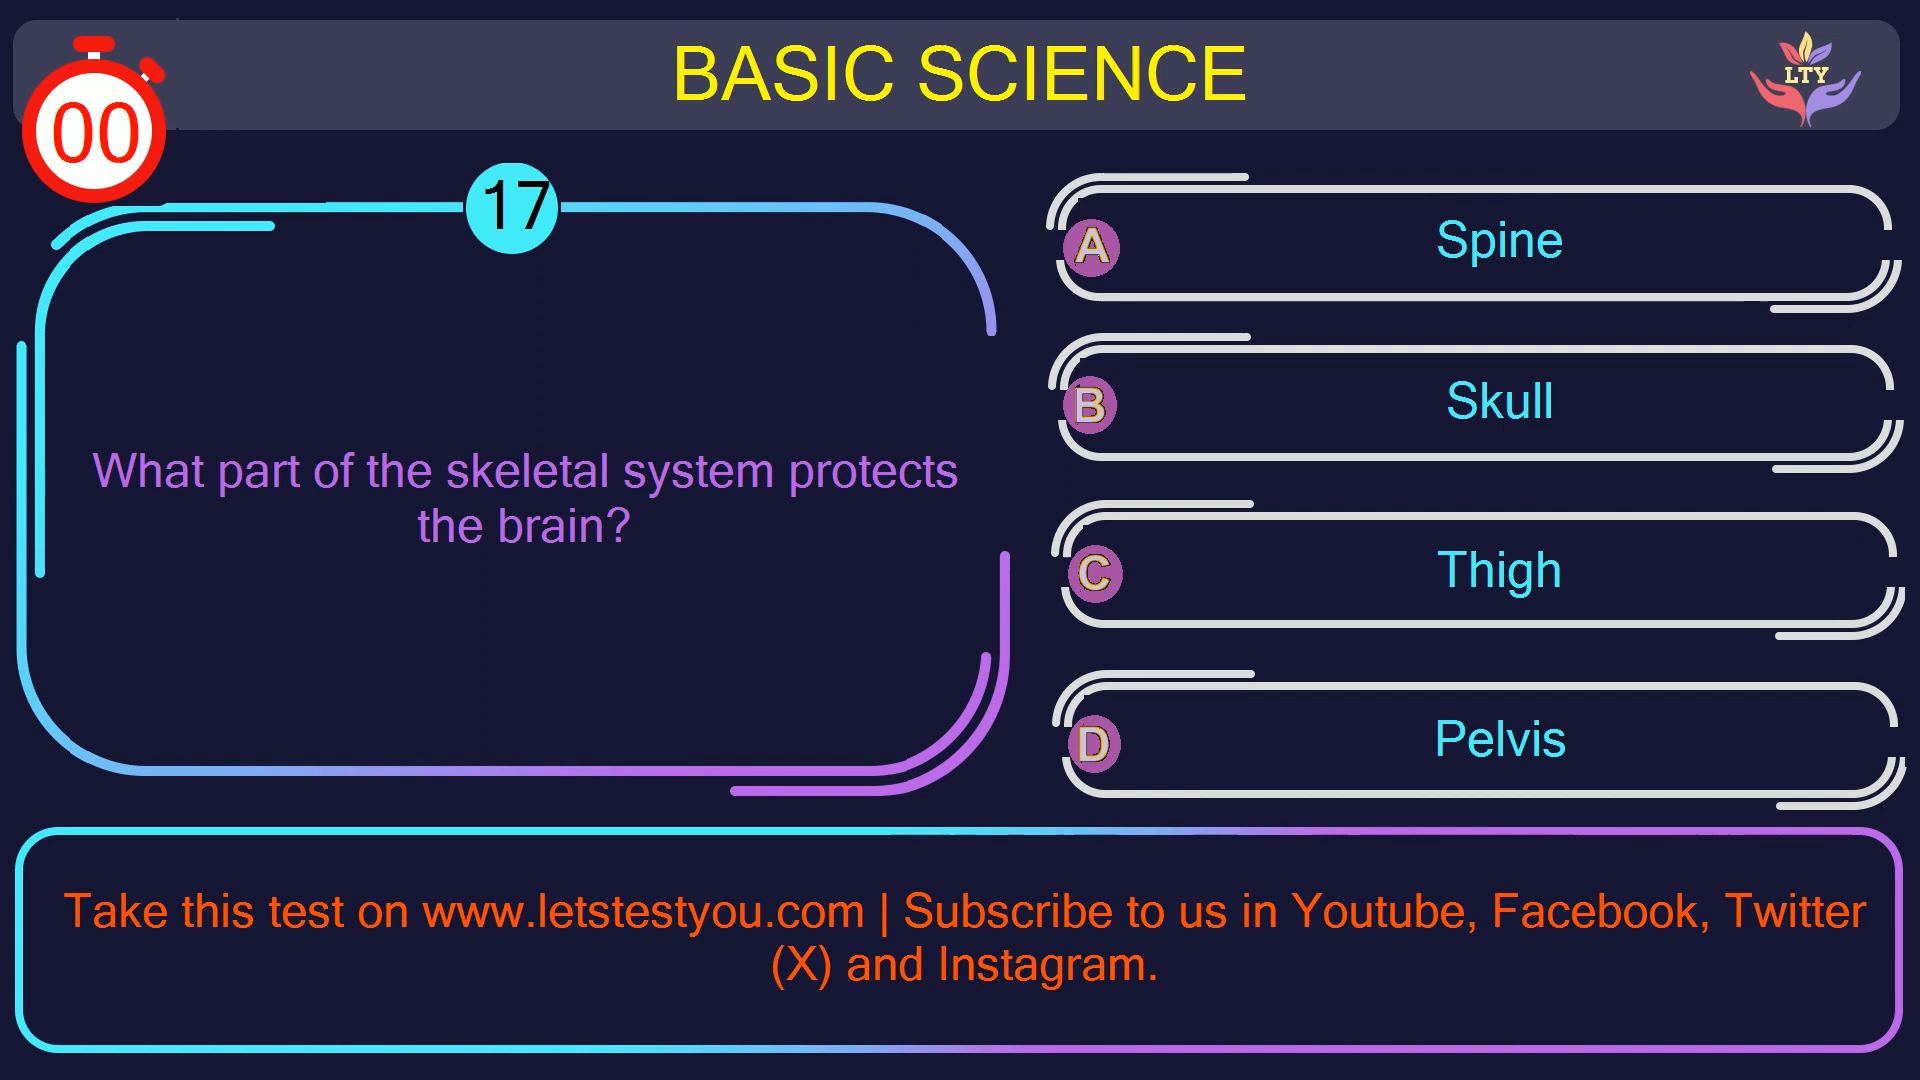 BASIC SCIENCE
LTY
00
17
What part of the skeletal system protects
the brain?
A
Spine
B
Skull
C
Thigh
D
Pelvis
Take this test on www.letstestyou.com | Subscribe to us in Youtube, Facebook, Twitter
(X) and Instagram.